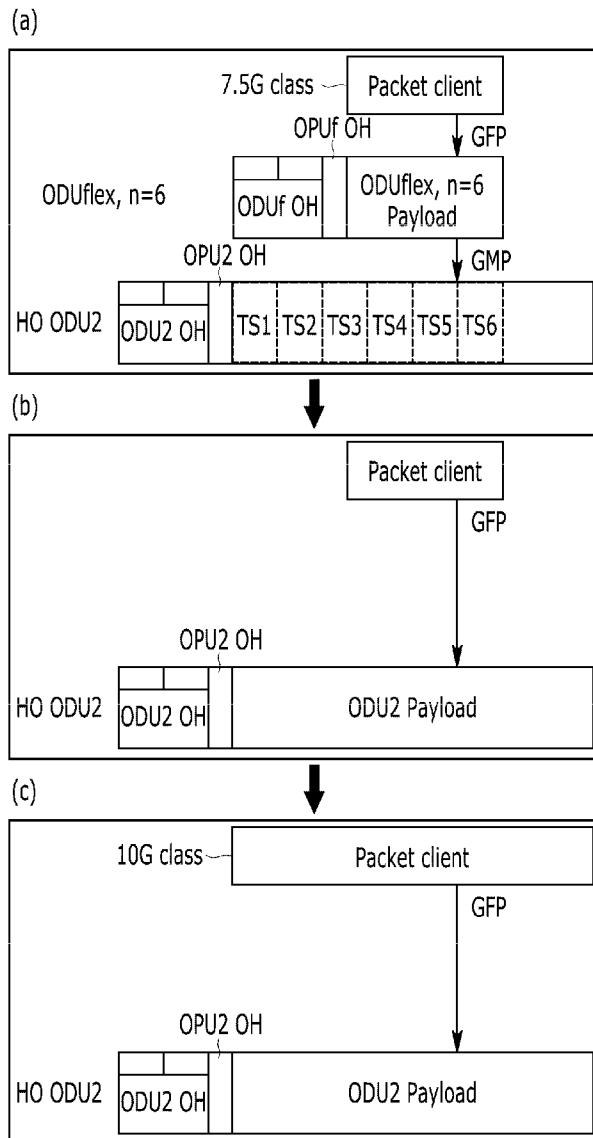 (a)
7.5G class
Packet client
OPUf OH
GFP
ODUflex, n=6
ODUf OH
ODUflex, n=6
Payload
OPU2 OH
GMP
HO ODU2
ODU2 OH
TS1
TS2
TS3
TS4
TS5
TS6
(b)
Packet client
GFP
OPU2 OH
HO ODU2
ODU2 OH
ODU2 Payload
(c)
10G class
Packet client
GFP
OPU2 OH
HO ODU2
ODU2 OH
ODU2 Payload